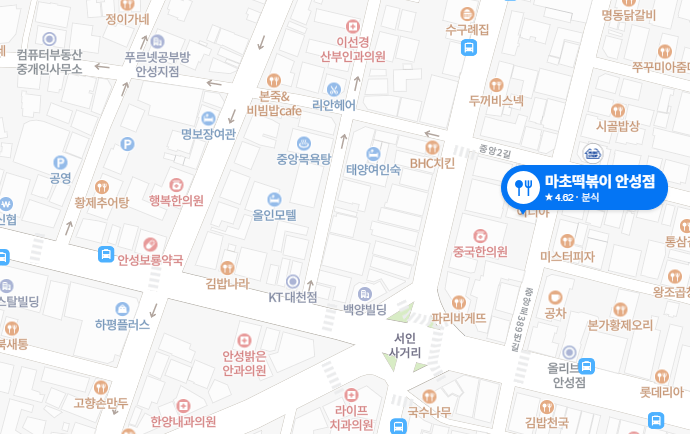 정이가네
이선경
산부인과의원
수구레집
명동닭갈비
컴퓨터부동산
중개인사무소
푸르넷공부방
안성지점
쭈꾸미아줌마
본죽&
비빔밥cafe
리안헤어
두꺼비스넥
시골밥상
명보장여관
중앙목욕탕
태양여인숙
BHC치킨
중앙2길
공영
마초떡볶이 안성점
★ 4.62 · 분식
황제추어탕
행복한의원
올인모텔
신협
안성보룡약국
중국한의원
미스터피자
통삼겹
김밥나라
KT 대천점
백양빌딩
왕조곱창
스탈빌딩
하평플러스
파리바게뜨
공차
본가황제오리
중앙로389번길
서인
사거리
북새통
안성밝은
안과의원
올리브
안성점
롯데리아
고향손만두
한양내과의원
라이프
치과의원
국수나무
김밥천국